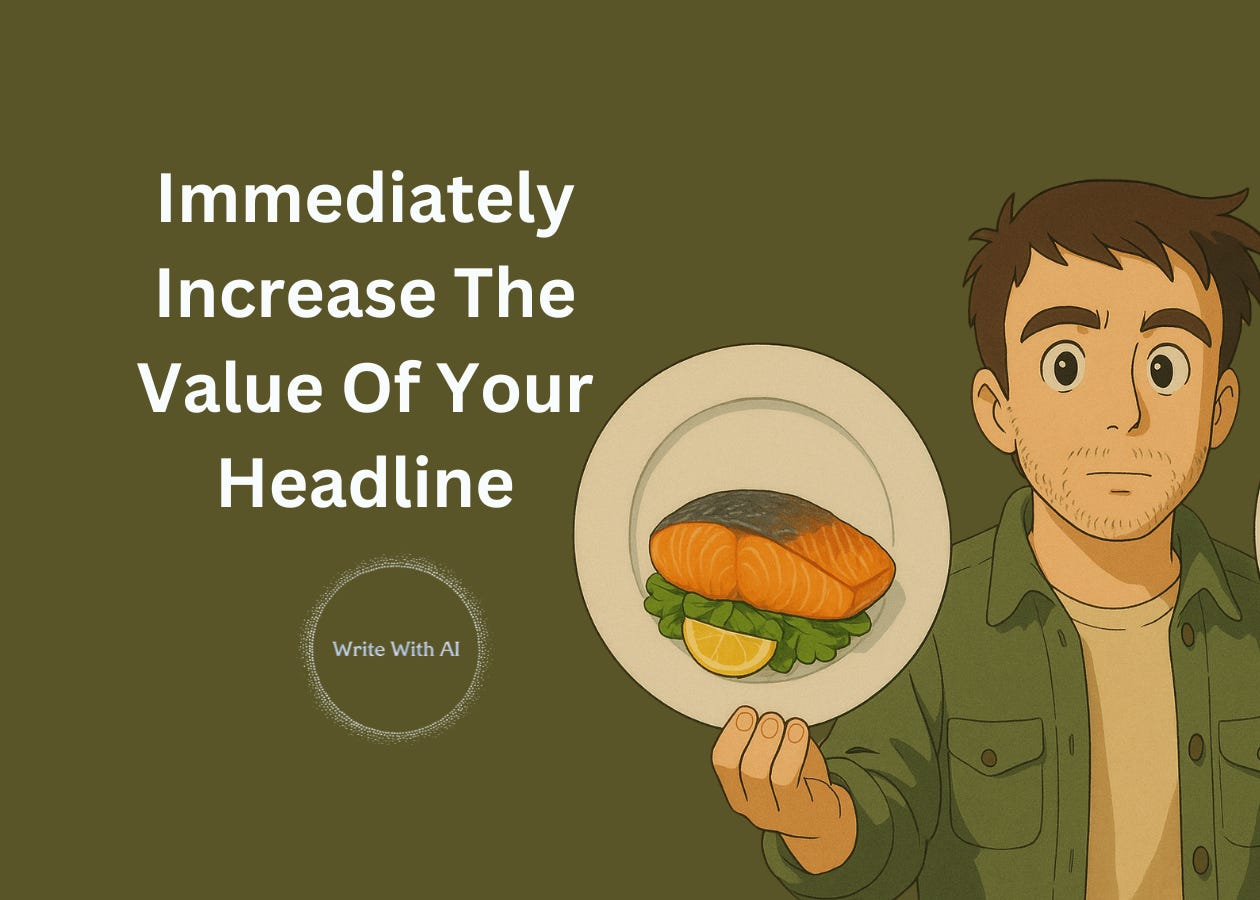 Immediately
Increase The
Value Of Your
Headline
Write With AI